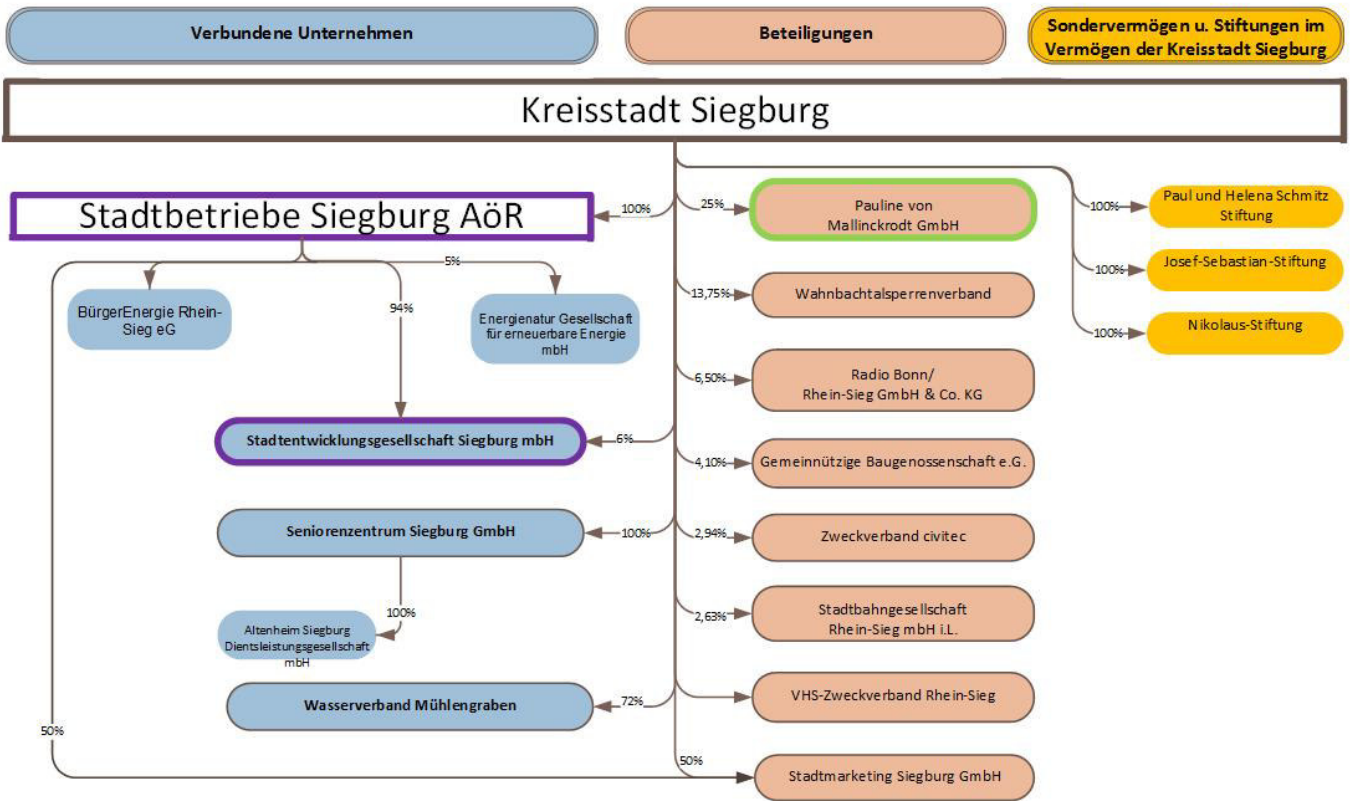 Verbundene Unternehmen
Beteiligungen
Sondervermögen u. Stiftungen im
Vermögen der Kreisstadt Siegburg
Kreisstadt Siegburg
Stadtbetriebe Siegburg AöR
100%
25%
Pauline von
Mallinckrodt GmbH
100%
Paul und Helena Schmitz
Stiftung
100%
Josef-Sebastian-Stiftung
100%
Nikolaus-Stiftung
BürgerEnergie Rhein-
Sieg eG
94%
5%
Energienatur Gesellschaft
für erneuerbare Energie
mbH
13,75%
Wahnbachtalsperrenverband
6,50%
Radio Bonn/
Rhein-Sieg GmbH & Co. KG
Stadtentwicklungsgesellschaft Siegburg mbH
6%
4,10%
Gemeinnützige Baugenossenschaft e.G.
Seniorenzentrum Siegburg GmbH
100%
2,94%
Zweckverband civitec
100%
Altenheim Siegburg
Dientsleistungsgesellschaft
mbH
2,63%
Stadtbahngesellschaft
Rhein-Sieg mbH i.L.
Wasserverband Mühlengraben
72%
VHS-Zweckverband Rhein-Sieg
50%
50%
Stadtmarketing Siegburg GmbH